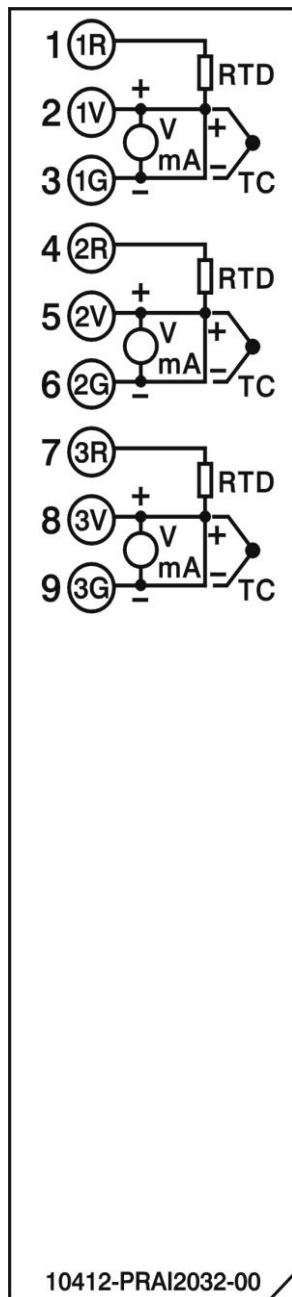 1 1R RTD
2 1V + V +
3 1G − mA − TC
4 2R RTD
5 2V + V +
6 2G − mA − TC
7 3R RTD
8 3V + V +
9 3G − mA − TC
10412-PRAI2032-00